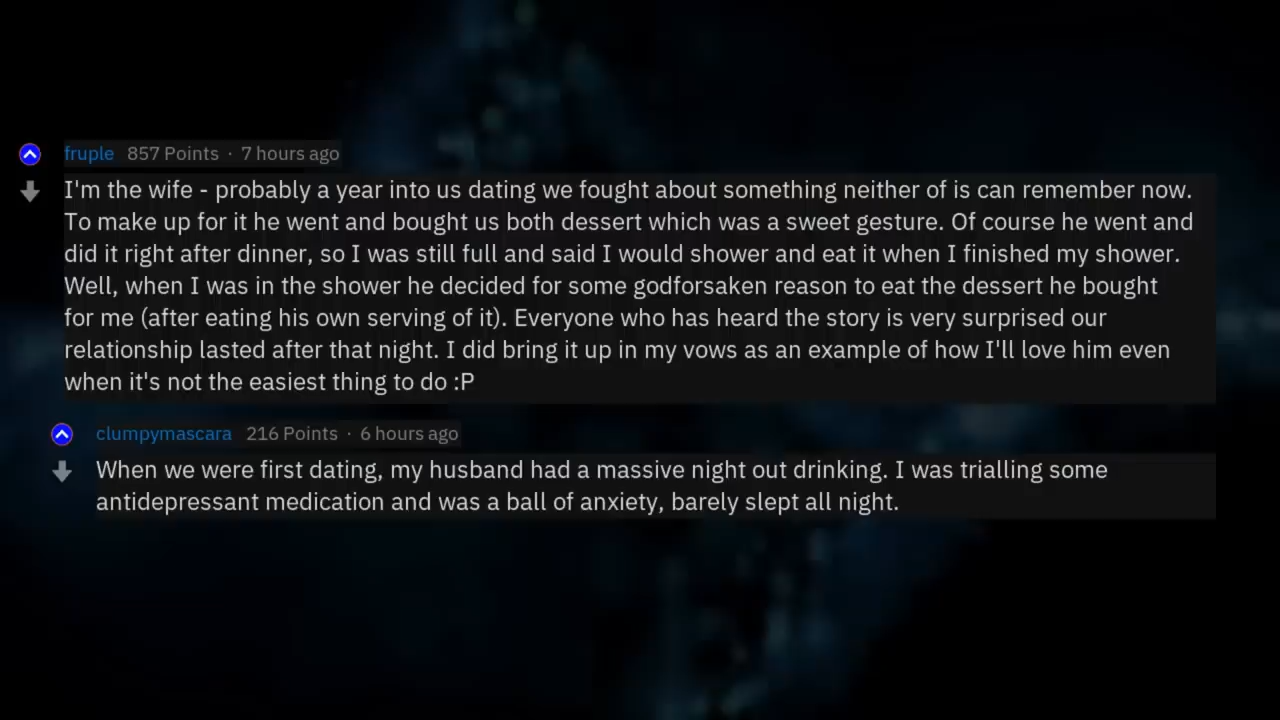 fruple 857 Points · 7 hours ago
I'm the wife - probably a year into us dating we fought about something neither of is can remember now.
To make up for it he went and bought us both dessert which was a sweet gesture. Of course he went and
did it right after dinner, so I was still full and said I would shower and eat it when I finished my shower.
Well, when I was in the shower he decided for some godforsaken reason to eat the dessert he bought
for me (after eating his own serving of it). Everyone who has heard the story is very surprised our
relationship lasted after that night. I did bring it up in my vows as an example of how I'll love him even
when it's not the easiest thing to do :P
clumpymascara 216 Points · 6 hours ago
When we were first dating, my husband had a massive night out drinking. I was trialling some
antidepressant medication and was a ball of anxiety, barely slept all night.